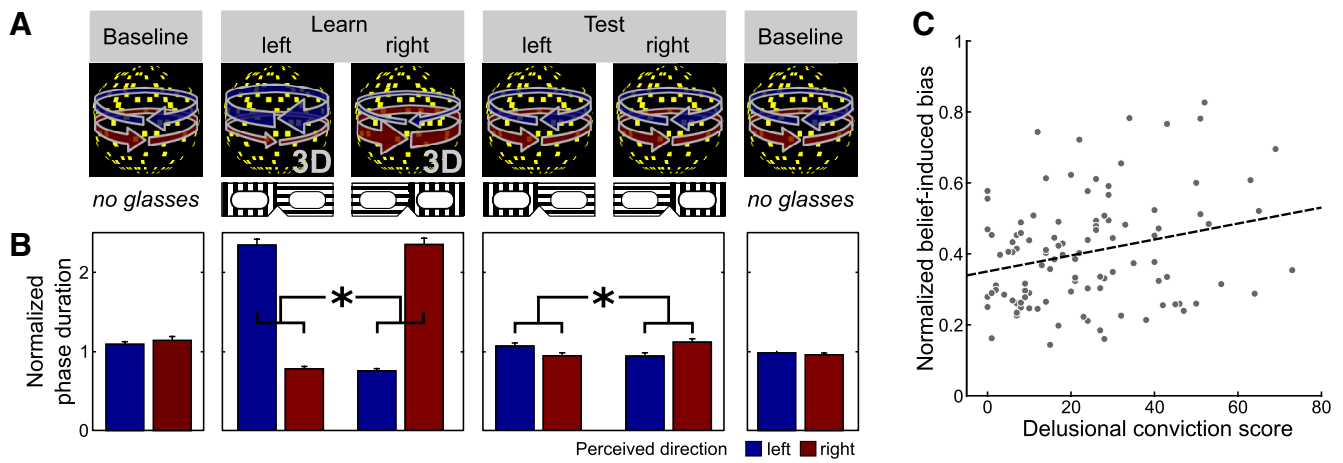 A
Baseline
Learn
left right
Test
left right
Baseline
3D 3D
no glasses
no glasses
B
Normalized
phase duration
2
1
0
*
*
Perceived direction left right
C
Normalized belief-induced bias
1
0.8
0.6
0.4
0.2
0
0 20 40 60 80
Delusional conviction score